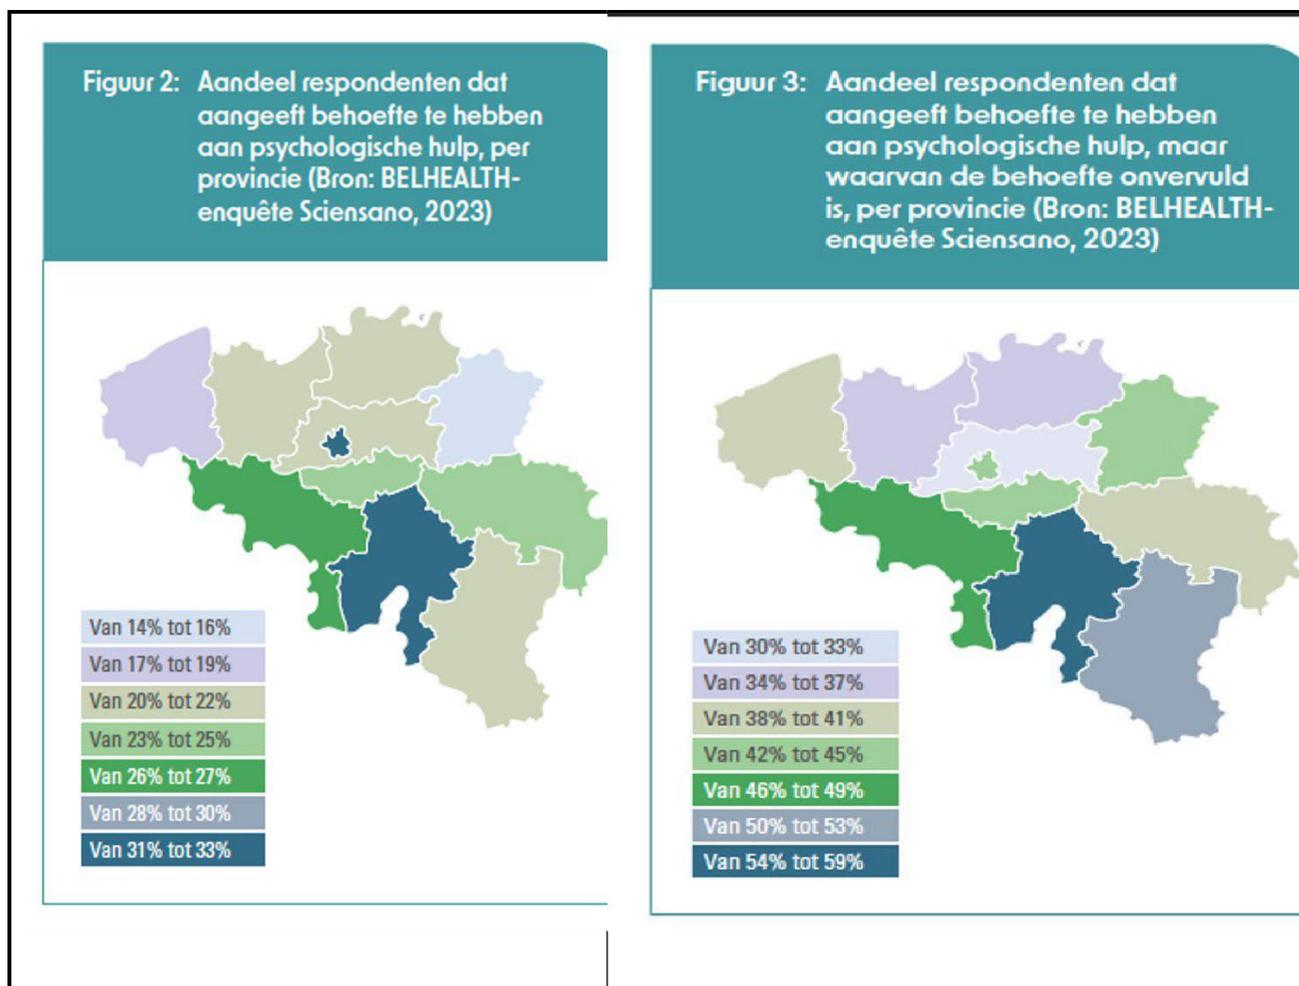 Figuur 2: Aandeel respondenten dat
aangeeft behoefte te hebben
aan psychologische hulp, per
provincie (Bron: BELHEALTH-
enquête Sciensano, 2023)
Van 14% tot 16%
Van 17% tot 19%
Van 20% tot 22%
Van 23% tot 25%
Van 26% tot 27%
Van 28% tot 30%
Van 31% tot 33%
Figuur 3: Aandeel respondenten dat
aangeeft behoefte te hebben
aan psychologische hulp, maar
waarvan de behoefte onvervuld
is, per provincie (Bron: BELHEALTH-
enquête Sciensano, 2023)
Van 30% tot 33%
Van 34% tot 37%
Van 38% tot 41%
Van 42% tot 45%
Van 46% tot 49%
Van 50% tot 53%
Van 54% tot 59%